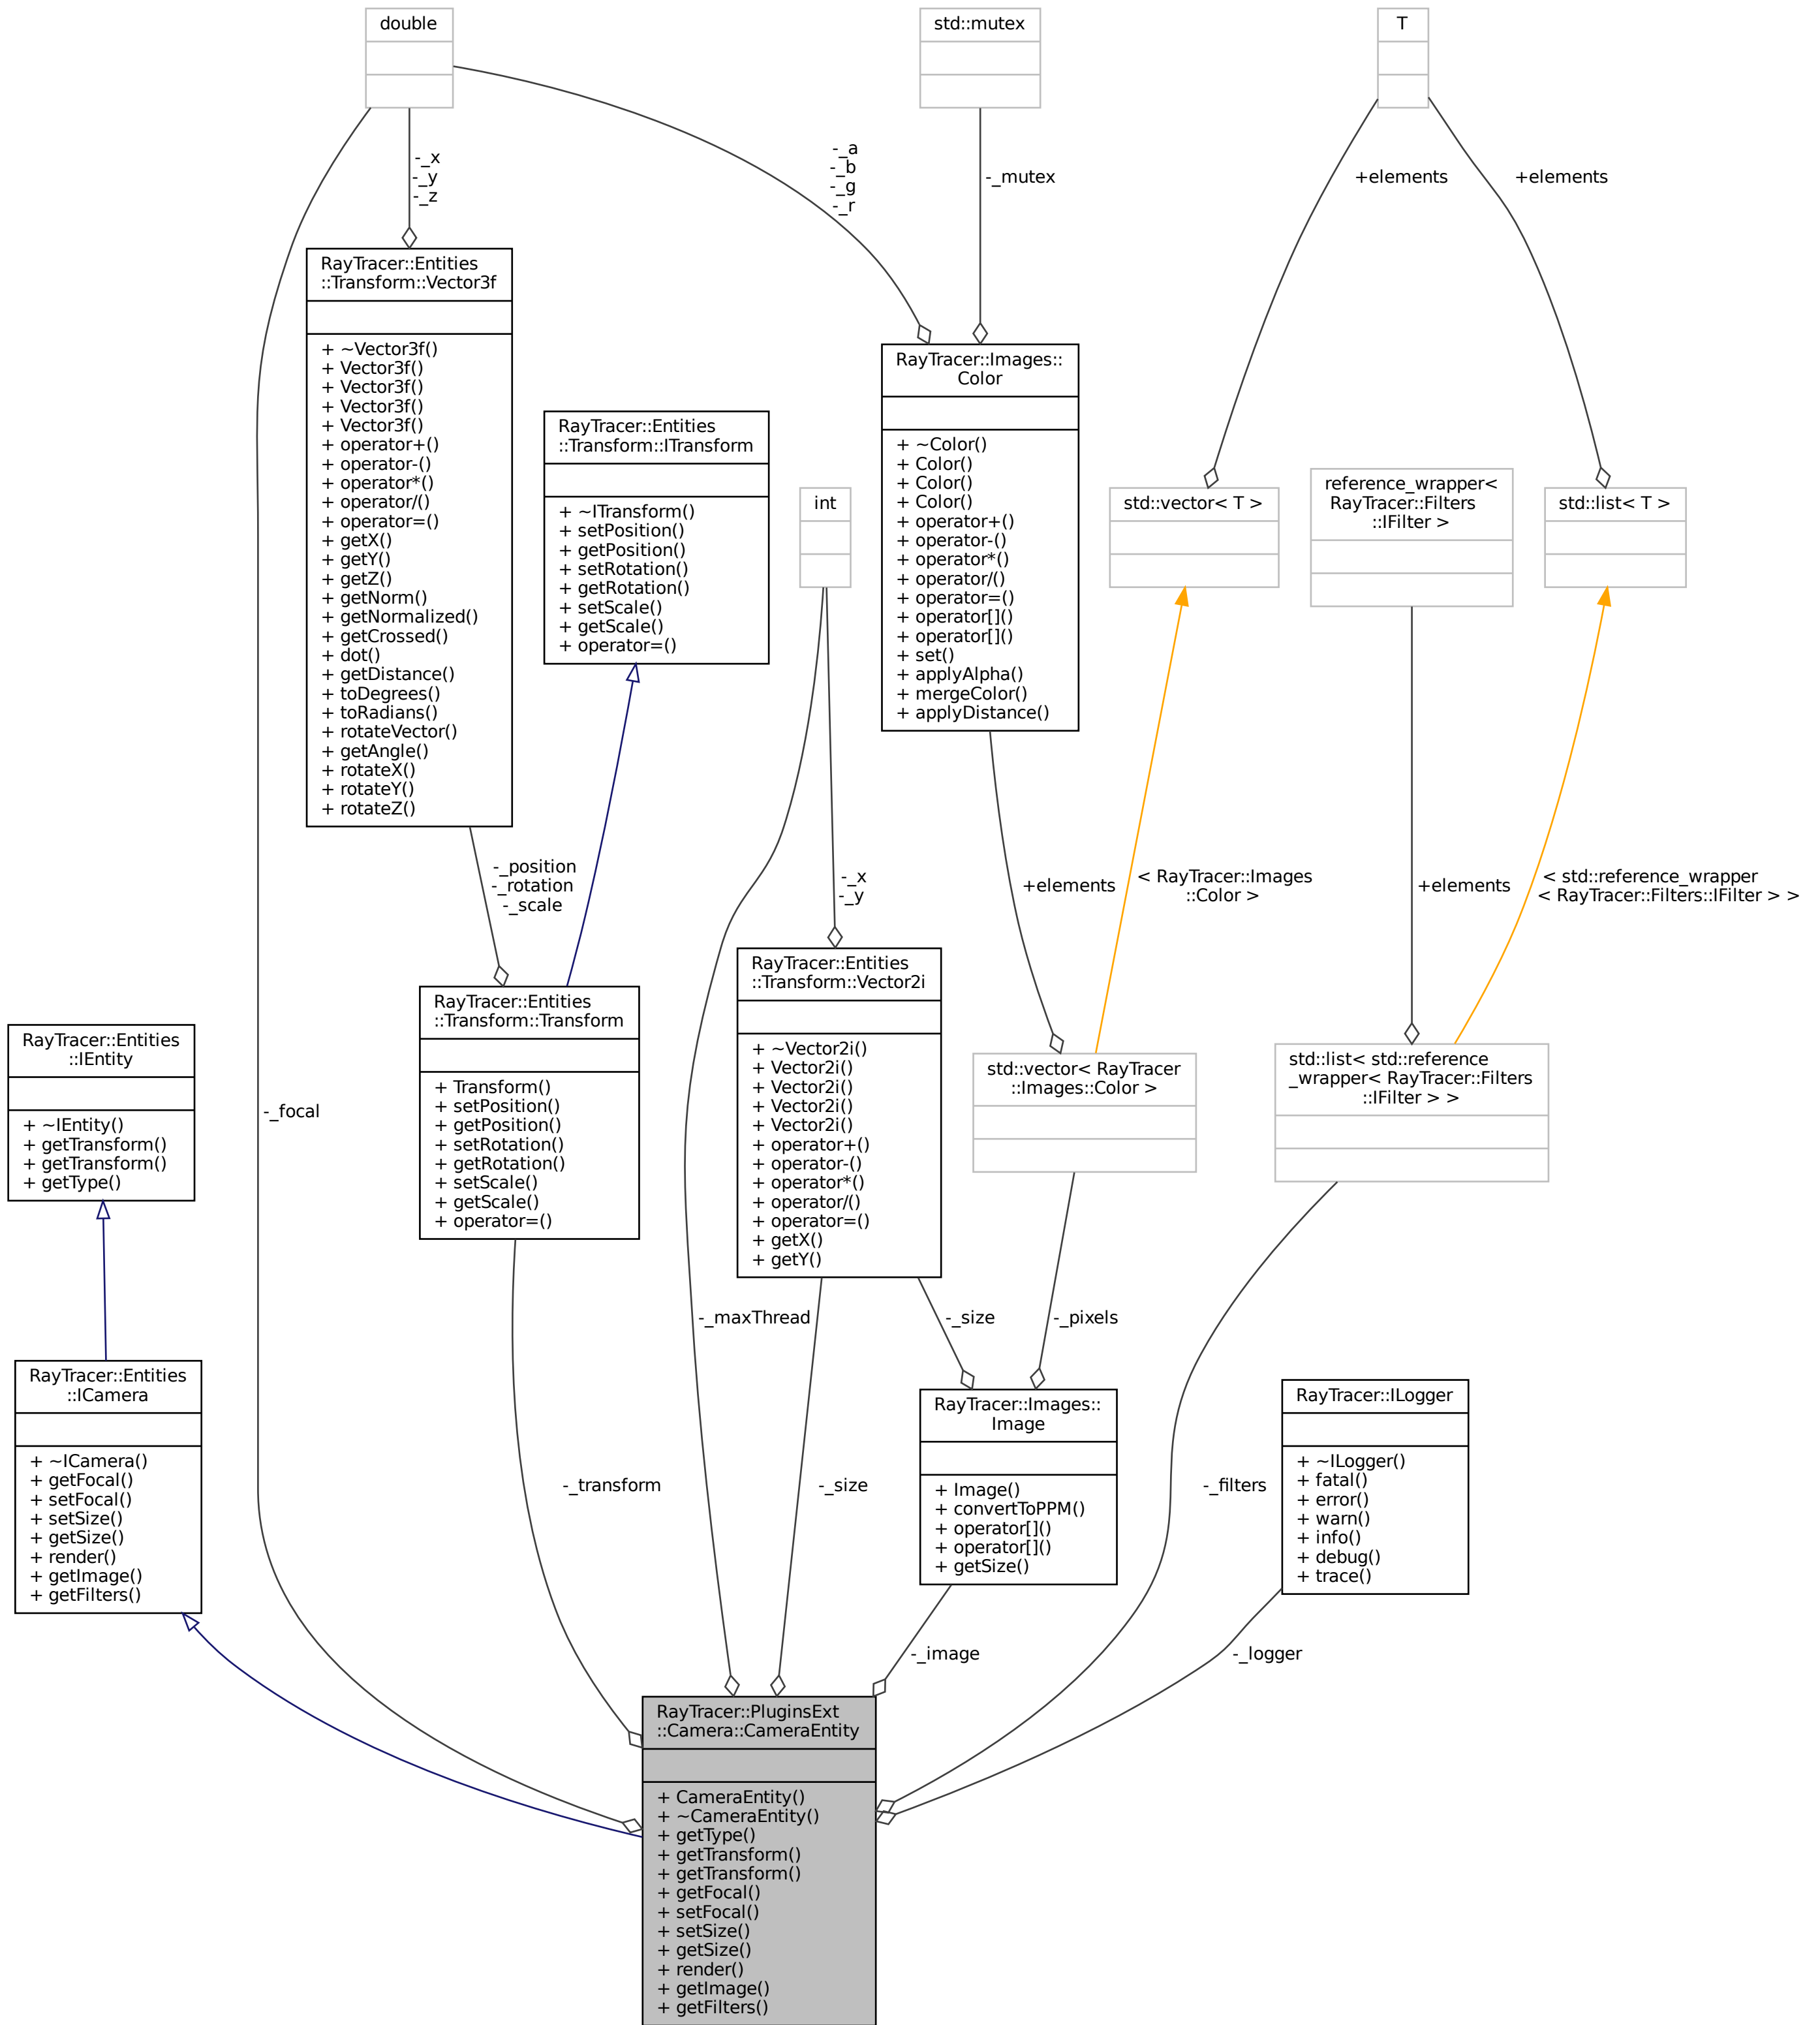 double
std::mutex
T
-_x
-_y
-_z
-_a
-_b
-_g
-_r
-_mutex
+elements
+elements
RayTracer::Entities
::Transform::Vector3f
+ ~Vector3f()
+ Vector3f()
+ Vector3f()
+ Vector3f()
+ Vector3f()
+ operator+()
+ operator-()
+ operator*()
+ operator/()
+ operator=()
+ getX()
+ getY()
+ getZ()
+ getNorm()
+ getNormalized()
+ getCrossed()
+ dot()
+ getDistance()
+ toDegrees()
+ toRadians()
+ rotateVector()
+ getAngle()
+ rotateX()
+ rotateY()
+ rotateZ()
RayTracer::Entities
::Transform::ITransform
+ ~ITransform()
+ setPosition()
+ getPosition()
+ setRotation()
+ getRotation()
+ setScale()
+ getScale()
+ operator=()
int
RayTracer::Images::
Color
+ ~Color()
+ Color()
+ Color()
+ Color()
+ operator+()
+ operator-()
+ operator*()
+ operator/()
+ operator=()
+ operator[]()
+ operator[]()
+ set()
+ applyAlpha()
+ mergeColor()
+ applyDistance()
std::vector< T >
reference_wrapper<
RayTracer::Filters
::IFilter >
std::list< T >
-_position
-_rotation
-_scale
-_x
-_y
+elements
< RayTracer::Images
::Color >
+elements
< std::reference_wrapper
< RayTracer::Filters::IFilter > >
RayTracer::Entities
::IEntity
+ ~IEntity()
+ getTransform()
+ getTransform()
+ getType()
-_focal
RayTracer::Entities
::Transform::Transform
+ Transform()
+ setPosition()
+ getPosition()
+ setRotation()
+ getRotation()
+ setScale()
+ getScale()
+ operator=()
RayTracer::Entities
::Transform::Vector2i
+ ~Vector2i()
+ Vector2i()
+ Vector2i()
+ Vector2i()
+ Vector2i()
+ operator+()
+ operator-()
+ operator*()
+ operator/()
+ operator=()
+ getX()
+ getY()
std::vector< RayTracer
::Images::Color >
std::list< std::reference
_wrapper< RayTracer::Filters
::IFilter > >
-_maxThread
-_size
-_pixels
RayTracer::Entities
::ICamera
+ ~ICamera()
+ getFocal()
+ setFocal()
+ setSize()
+ getSize()
+ render()
+ getImage()
+ getFilters()
-_transform
-_size
RayTracer::Images::
Image
+ Image()
+ convertToPPM()
+ operator[]()
+ operator[]()
+ getSize()
-_filters
RayTracer::ILogger
+ ~ILogger()
+ fatal()
+ error()
+ warn()
+ info()
+ debug()
+ trace()
-_image
-_logger
RayTracer::PluginsExt
::Camera::CameraEntity
+ CameraEntity()
+ ~CameraEntity()
+ getType()
+ getTransform()
+ getTransform()
+ getFocal()
+ setFocal()
+ setSize()
+ getSize()
+ render()
+ getImage()
+ getFilters()